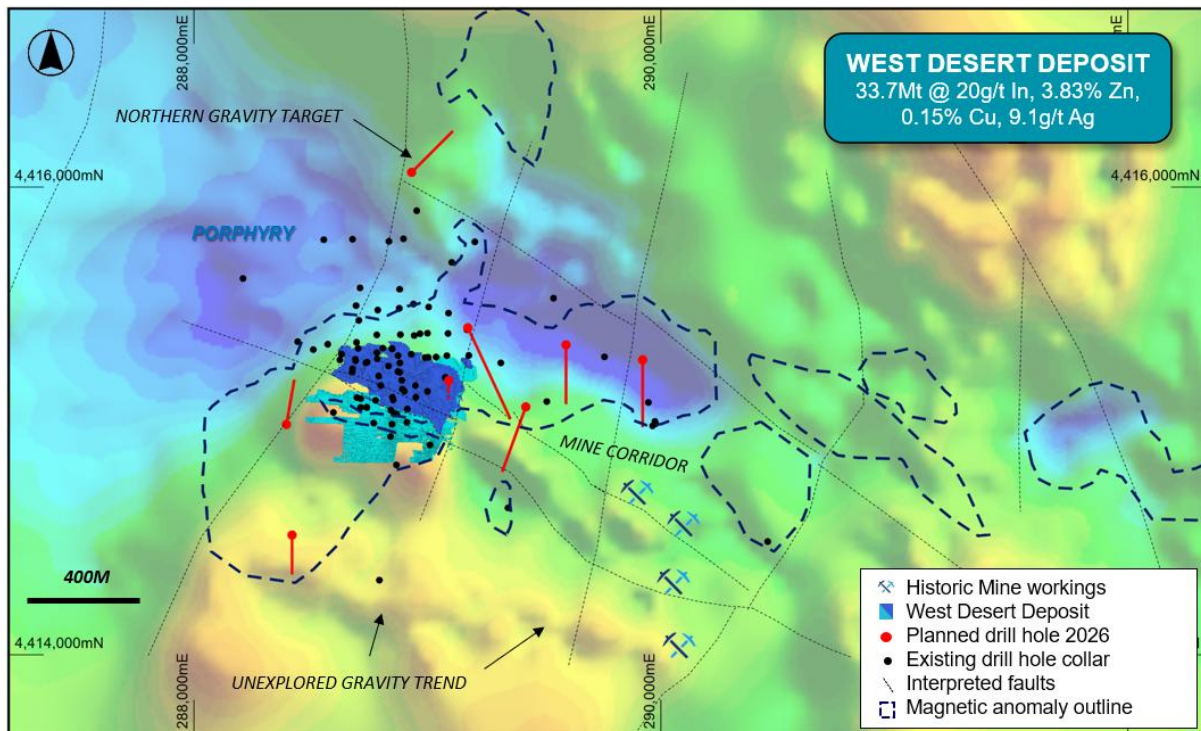 288,000mE
290,000mE
WEST DESERT DEPOSIT
33.7Mt @ 20g/t In, 3.83% Zn,
0.15% Cu, 9.1g/t Ag
NORTHERN GRAVITY TARGET
4,416,000mN
4,416,000mN
PORPHYRY
MINE CORRIDOR
400M
4,414,000mN
UNEXPLORED GRAVITY TREND
288,000mE
290,000mE
Historic Mine workings
West Desert Deposit
Planned drill hole 2026
Existing drill hole collar
Interpreted faults
Magnetic anomaly outline